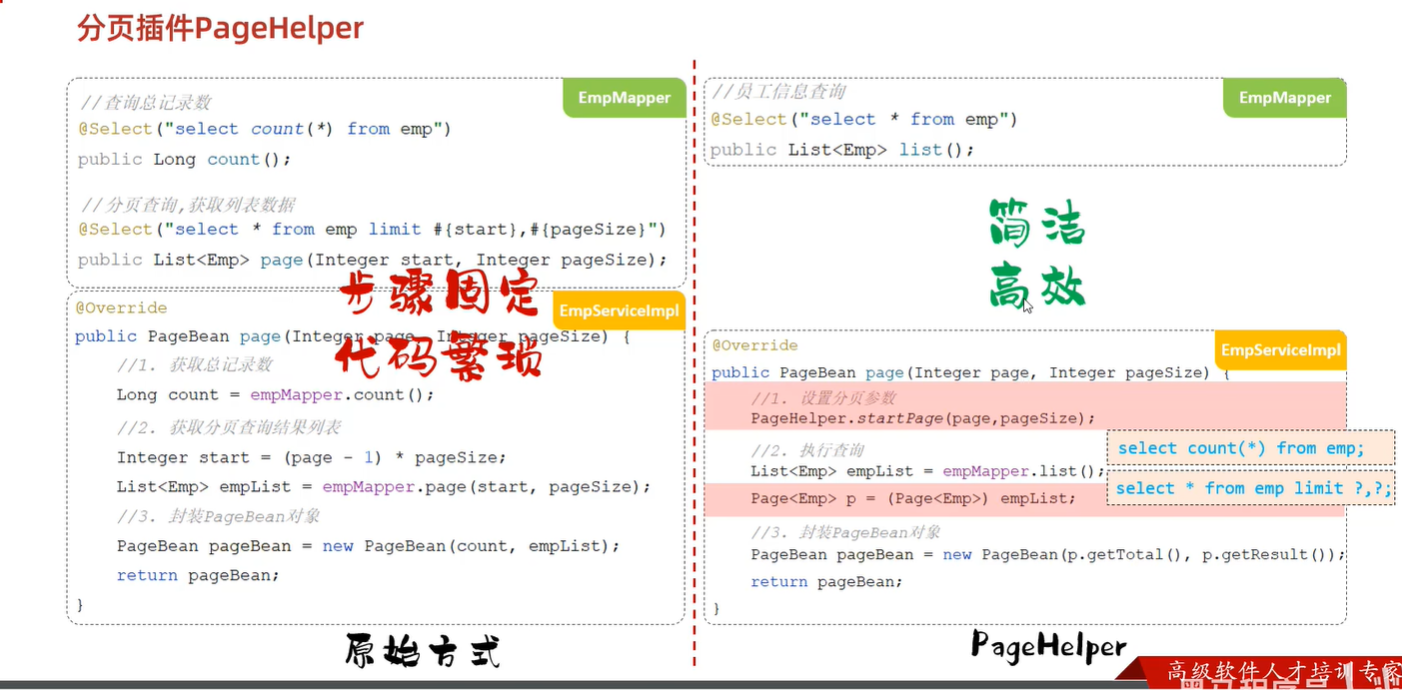 分页插件PageHelper
//查询总记录数
EmpMapper
@Select("select count(*) from emp")
public Long count();
//分页查询,获取列表数据
@Select("select * from emp limit #{start},#{pageSize}")
public List<Emp> page(Integer start, Integer pageSize);
步骤固定
代码繁琐
@Override
EmpServiceImpl
public PageBean page(Integer page, Integer pageSize) {
//1. 获取总记录数
Long count = empMapper.count();
//2. 获取分页查询结果列表
Integer start = (page - 1) * pageSize;
List<Emp> empList = empMapper.page(start, pageSize);
//3. 封装PageBean对象
PageBean pageBean = new PageBean(count, empList);
return pageBean;
}
原始方式
//员工信息查询
EmpMapper
@Select("select * from emp")
public List<Emp> list();
简洁
高效
@Override
EmpServiceImpl
public PageBean page(Integer page, Integer pageSize) {
//1. 设置分页参数
PageHelper.startPage(page,pageSize);
//2. 执行查询
List<Emp> empList = empMapper.list();
Page<Emp> p = (Page<Emp>) empList;
select count(*) from emp;
select * from emp limit ?,?;
//3. 封装PageBean对象
PageBean pageBean = new PageBean(p.getTotal(), p.getResult());
return pageBean;
}
PageHelper
高级软件人才培训专家